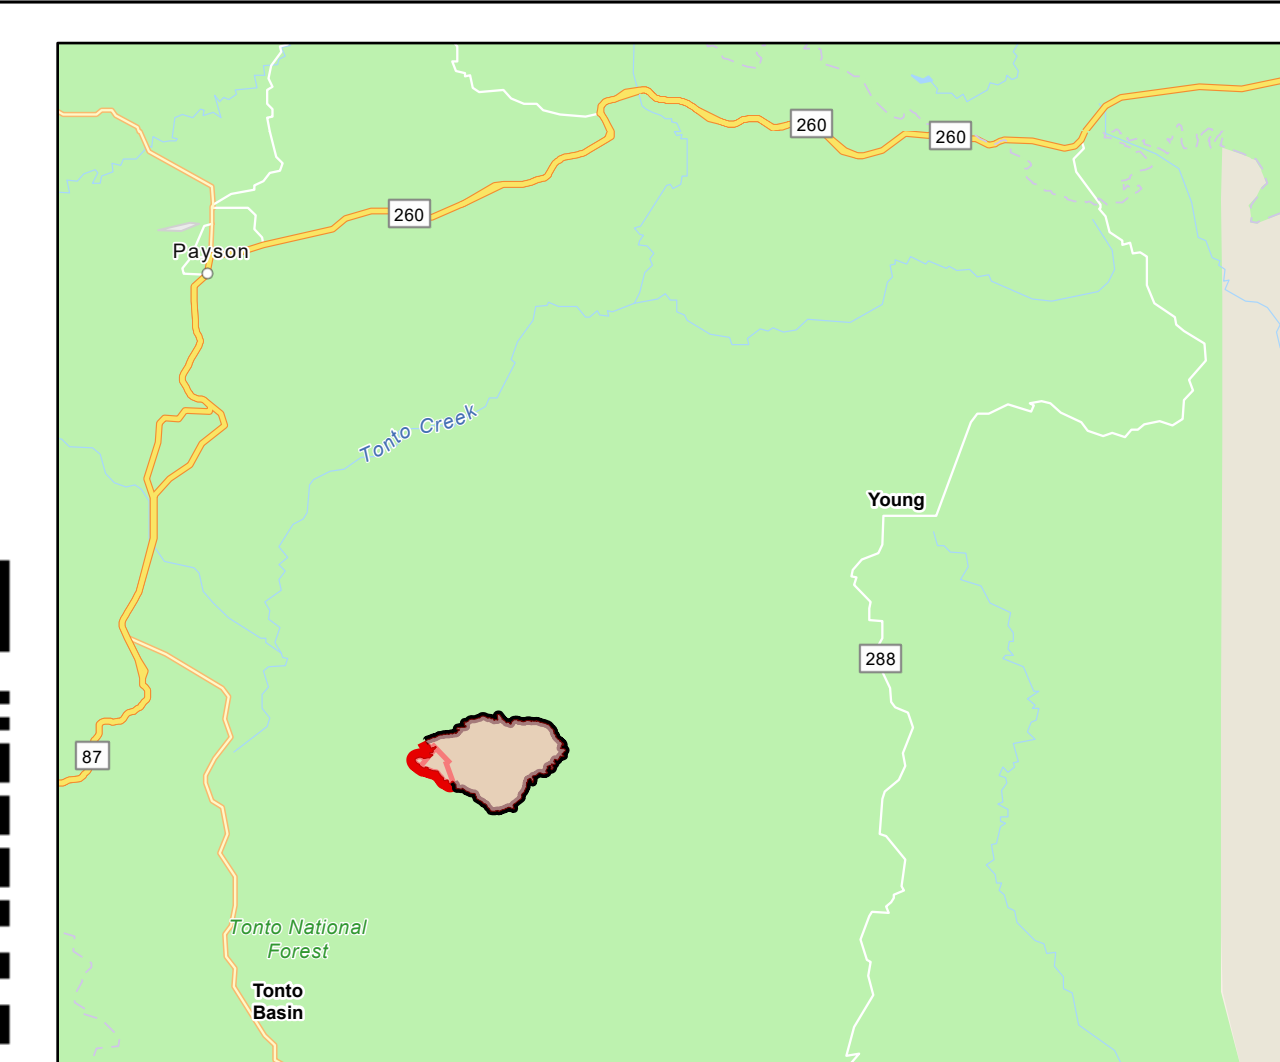 260
260
260
Payson
Tonto Creek
Young
288
87
Tonto National
Forest
Tonto
Basin